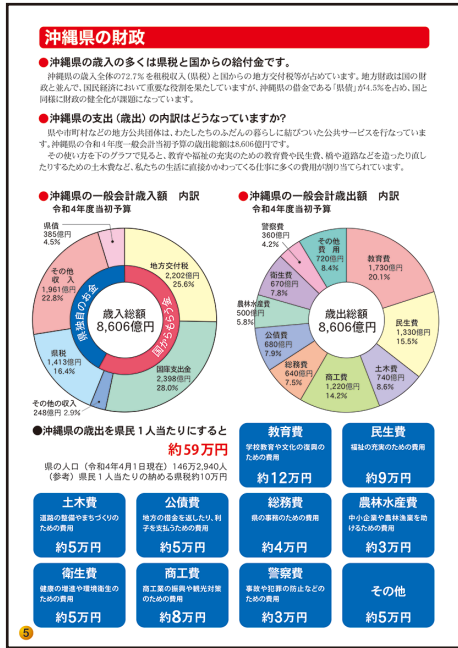 沖縄県の財政
●沖縄県の歳入の多くは県税と国からの給付金です。
沖縄県の歳入全体の72.7%を租税収入(県税)と国からの地方交付税等が占めています。地方財政は国の財
政と並んで、国民経済において重要な役割を果たしていますが、沖縄県の借金である「県債」が4.5%を占め、国と
同様に財政の健全化が課題になっています。
●沖縄県の支出(歳出)の内訳はどうなっていますか?
県や市町村などの地方公共団体は、わたしたちのふだんの暮らしに結びついた公共サービスを行なっていま
す。沖縄県の令和4年度一般会計当初予算の歳出総額は8,606億円です。
その使い方を下のグラフで見ると、教育や福祉の充実のための教育費や民生費、橋や道路などを造ったり直し
たりするための土木費など、私たちの生活に直接かかわってくる仕事に多くの費用が割り当てられています。
●沖縄県の一般会計歳入額 内訳
令和4年度当初予算
県債
385億円
4.5%
その他
収入
1,961億円
22.8%
県税
1,413億円
16.4%
その他の収入
248億円 2.9%
地方交付税
2,202億円
25.6%
国庫支出金
2,398億円
28.0%
県独自のお金
国からもらう金
歳入総額
8,606億円
●沖縄県の一般会計歳出額 内訳
令和4年度当初予算
警察費
360億円
4.2%
その他
費用
720億円
8.4%
衛生費
670億円
7.8%
農林水産費
500億円
5.8%
公債費
680億円
7.9%
総務費
640億円
7.5%
商工費
1,220億円
14.2%
土木費
740億円
8.6%
民生費
1,330億円
15.5%
教育費
1,730億円
20.1%
歳出総額
8,606億円
●沖縄県の歳出を県民1人当たりにすると
約59万円
県の人口(令和4年4月1日現在)146万2,940人
(参考)県民1人当たりの納める県税約10万円
教育費
学校教育や文化の復興の
ための費用
約12万円
民生費
福祉の充実のための費用
約9万円
土木費
道路の整備やまちづくりの
ための費用
約5万円
公債費
地方の借金を返したり、利
子を支払うための費用
約5万円
総務費
県の事務のための費用
約4万円
農林水産費
中小企業や農林漁業を助
けるための費用
約3万円
衛生費
健康の増進や環境衛生の
ための費用
約5万円
商工費
商工業の振興や観光対策
のための費用
約8万円
警察費
事故や犯罪の防止などの
ための費用
約3万円
その他
約5万円
5